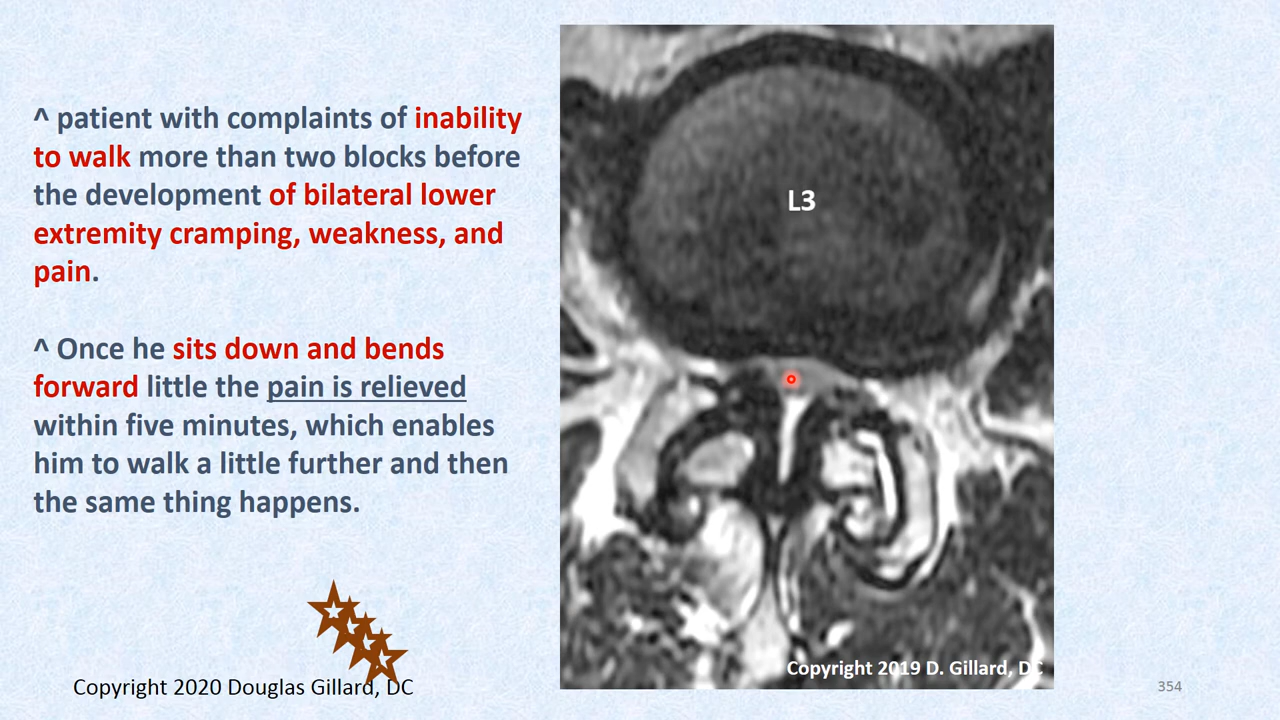 ^ patient with complaints of inability
to walk more than two blocks before
the development of bilateral lower
extremity cramping, weakness, and
pain.
^ Once he sits down and bends
forward little the pain is relieved
within five minutes, which enables
him to walk a little further and then
the same thing happens.
L3
Copyright 2019 D. Gillard, DC
Copyright 2020 Douglas Gillard, DC
354